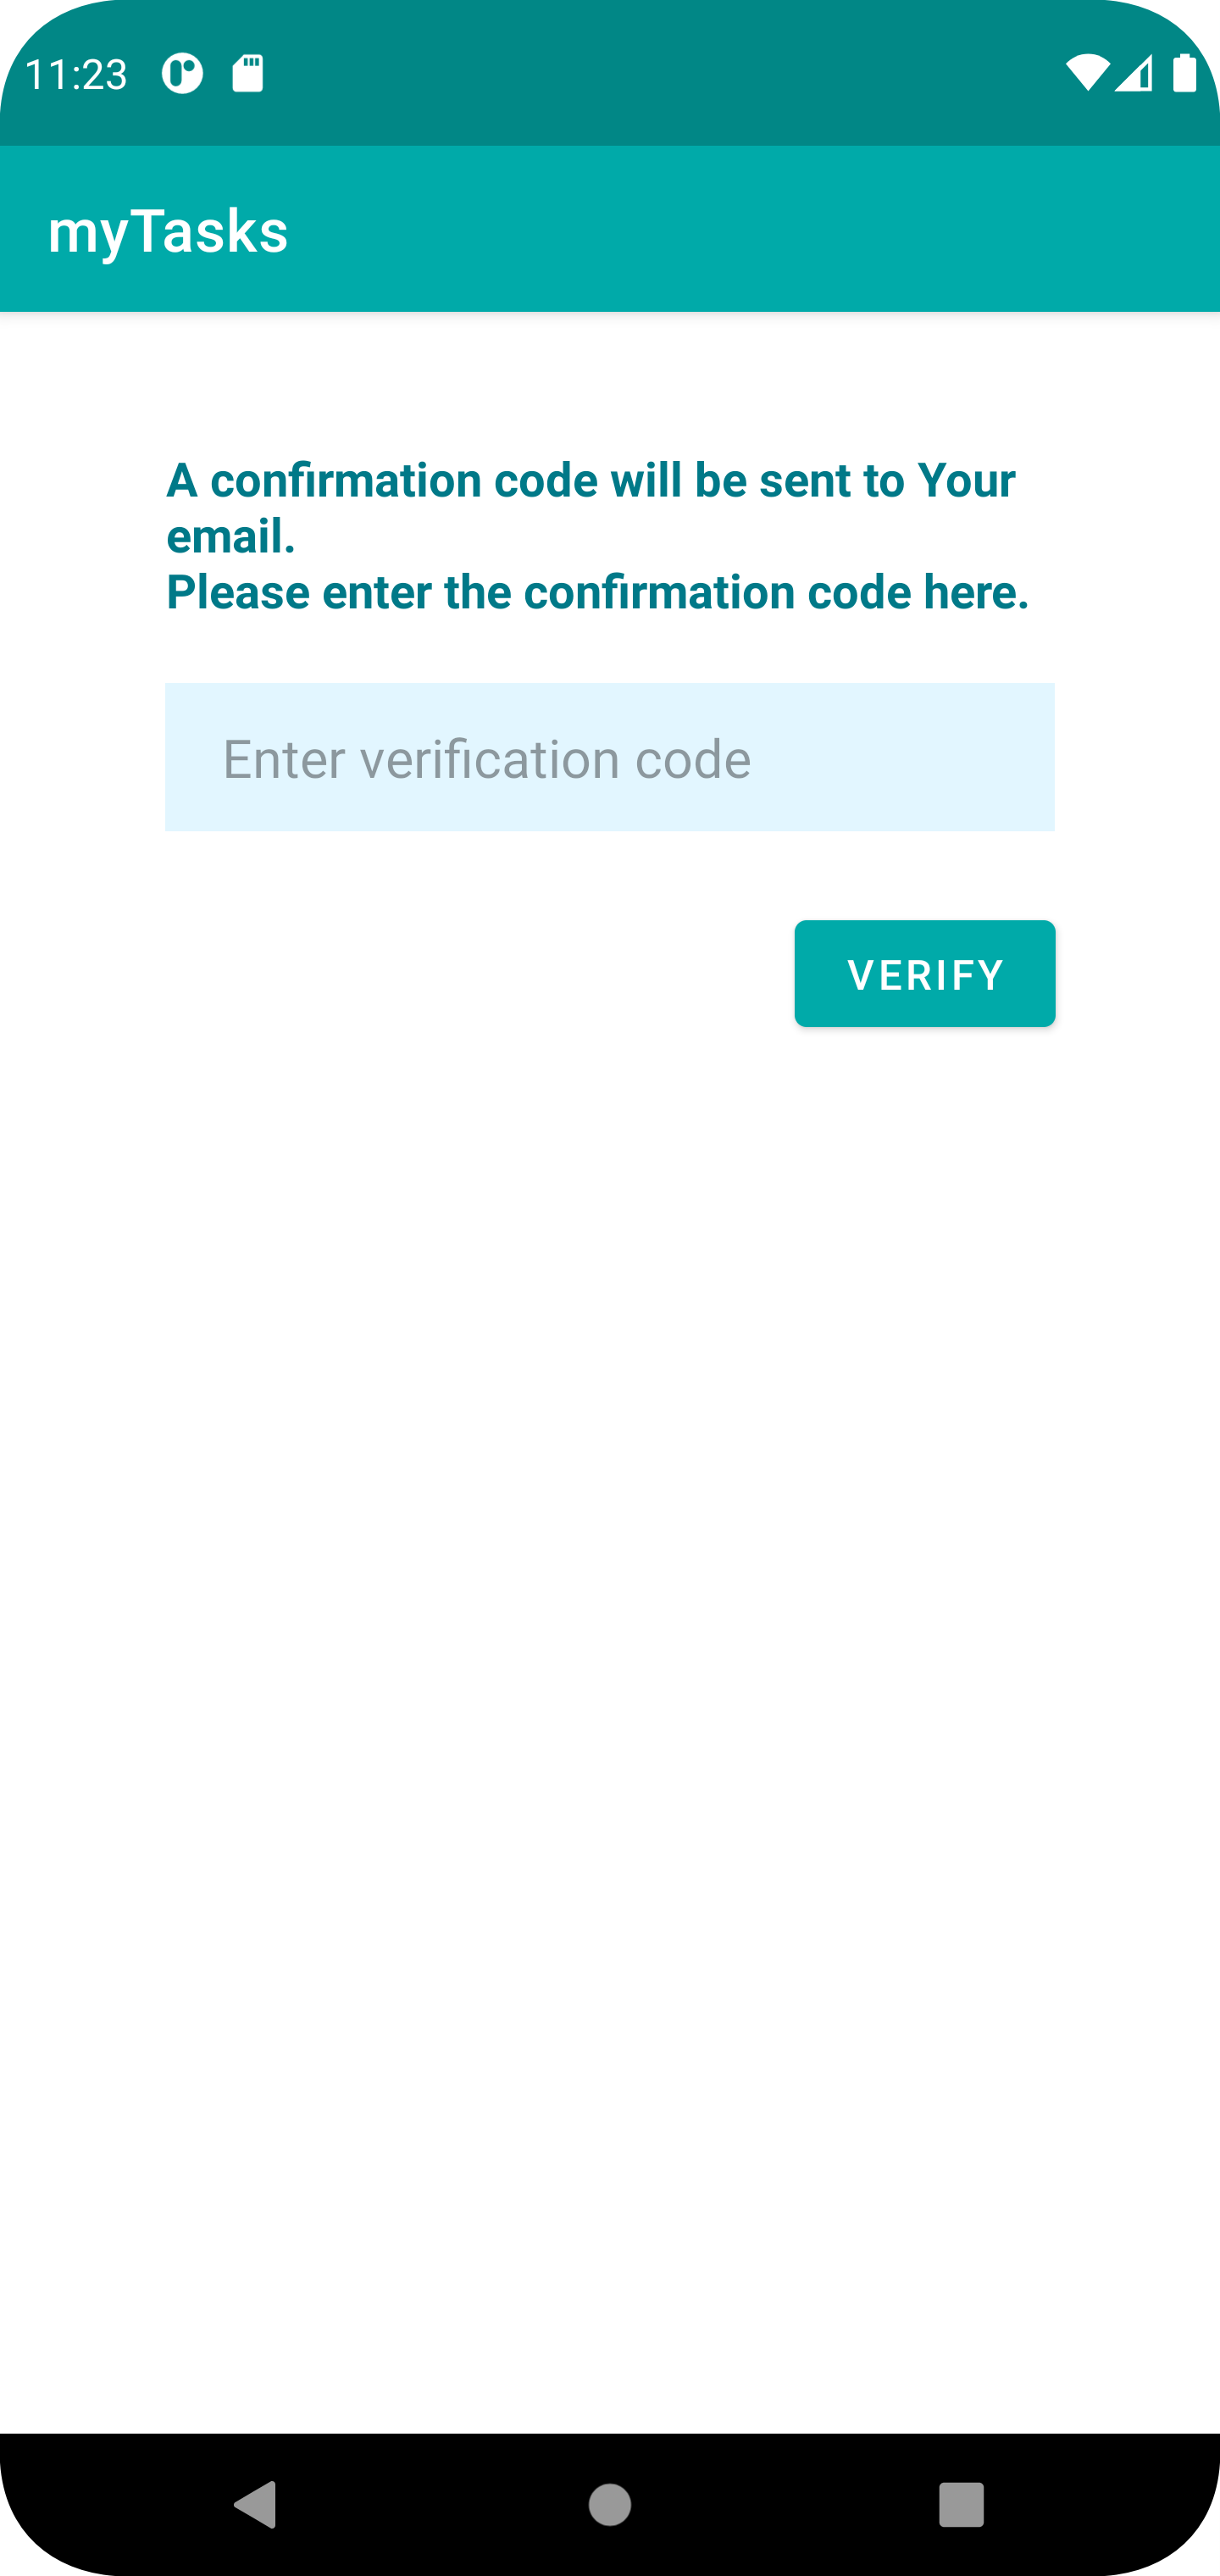 11:23
myTasks
A confirmation code will be sent to Your
email.
Please enter the confirmation code here.
Enter verification code
VERIFY